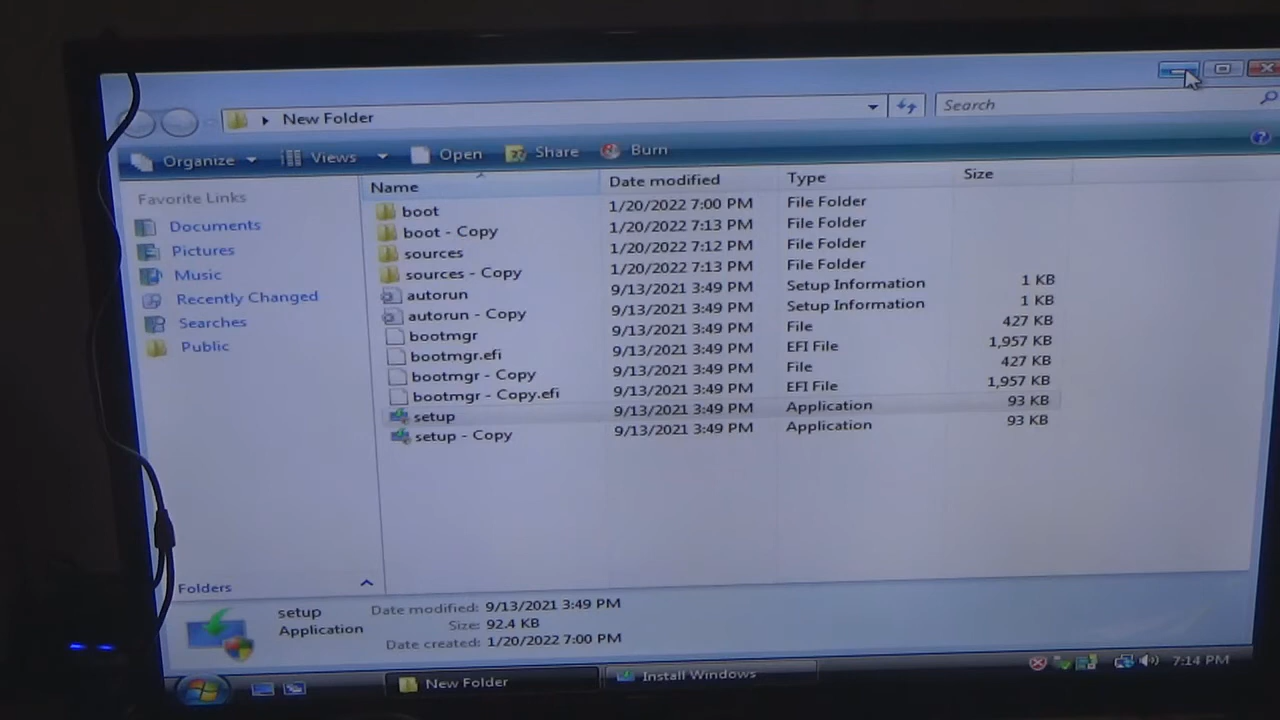 New Folder
Search
Organize Views Open Share Burn
Favorite Links
Documents
Pictures
Music
Recently Changed
Searches
Public
Folders
Name Date modified Type Size
boot 1/20/2022 7:00 PM File Folder
boot - Copy 1/20/2022 7:13 PM File Folder
sources 1/20/2022 7:12 PM File Folder
sources - Copy 1/20/2022 7:13 PM File Folder
autorun 9/13/2021 3:49 PM Setup Information 1 KB
autorun - Copy 9/13/2021 3:49 PM Setup Information 1 KB
bootmgr 9/13/2021 3:49 PM File 427 KB
bootmgr.efi 9/13/2021 3:49 PM EFI File 1,957 KB
bootmgr - Copy 9/13/2021 3:49 PM File 427 KB
bootmgr - Copy.efi 9/13/2021 3:49 PM EFI File 1,957 KB
setup 9/13/2021 3:49 PM Application 93 KB
setup - Copy 9/13/2021 3:49 PM Application 93 KB
setup Date modified: 9/13/2021 3:49 PM
Application Size: 92.4 KB
Date created: 1/20/2022 7:00 PM
New Folder Install Windows 7:14 PM